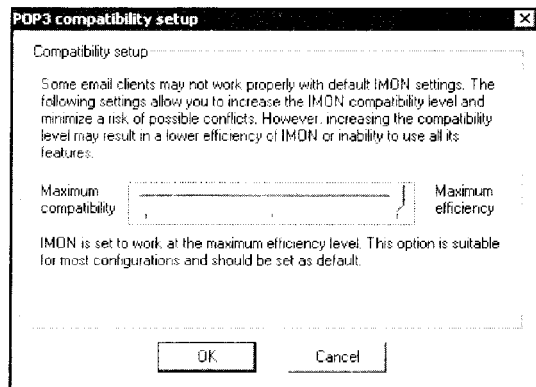 POP3 compatibility setup
Compatibility setup
Some email clients may not work properly with default IMON settings. The
following settings allow you to increase the IMON compatibility level and
minimize a risk of possible conflicts. However, increasing the compatibility
level may result in a lower efficiency of IMON or inability to use all its
features.
Maximum
compatibility
Maximum
efficiency
IMON is set to work at the maximum efficiency level. This option is suitable
for most configurations and should be set as default.
OK
Cancel